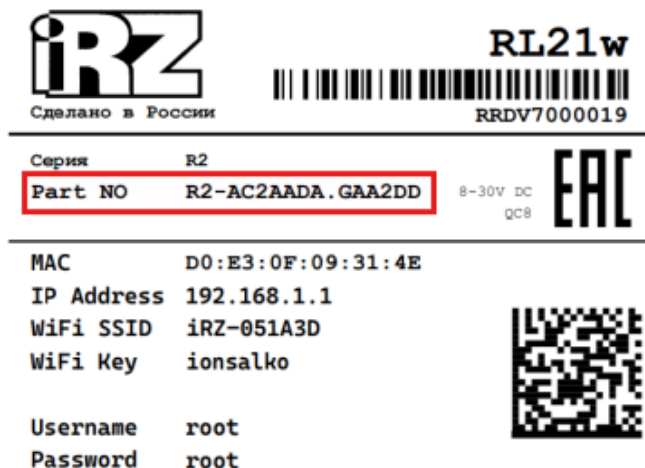 iRZ
RL21w
Сделано в России
RRDV7000019
Серия R2
Part NO R2-AC2AADA.GAA2DD
8-30V DC
QC8
EAC
MAC D0:E3:0F:09:31:4E
IP Address 192.168.1.1
WiFi SSID iRZ-051A3D
WiFi Key ionsalko
Username root
Password root